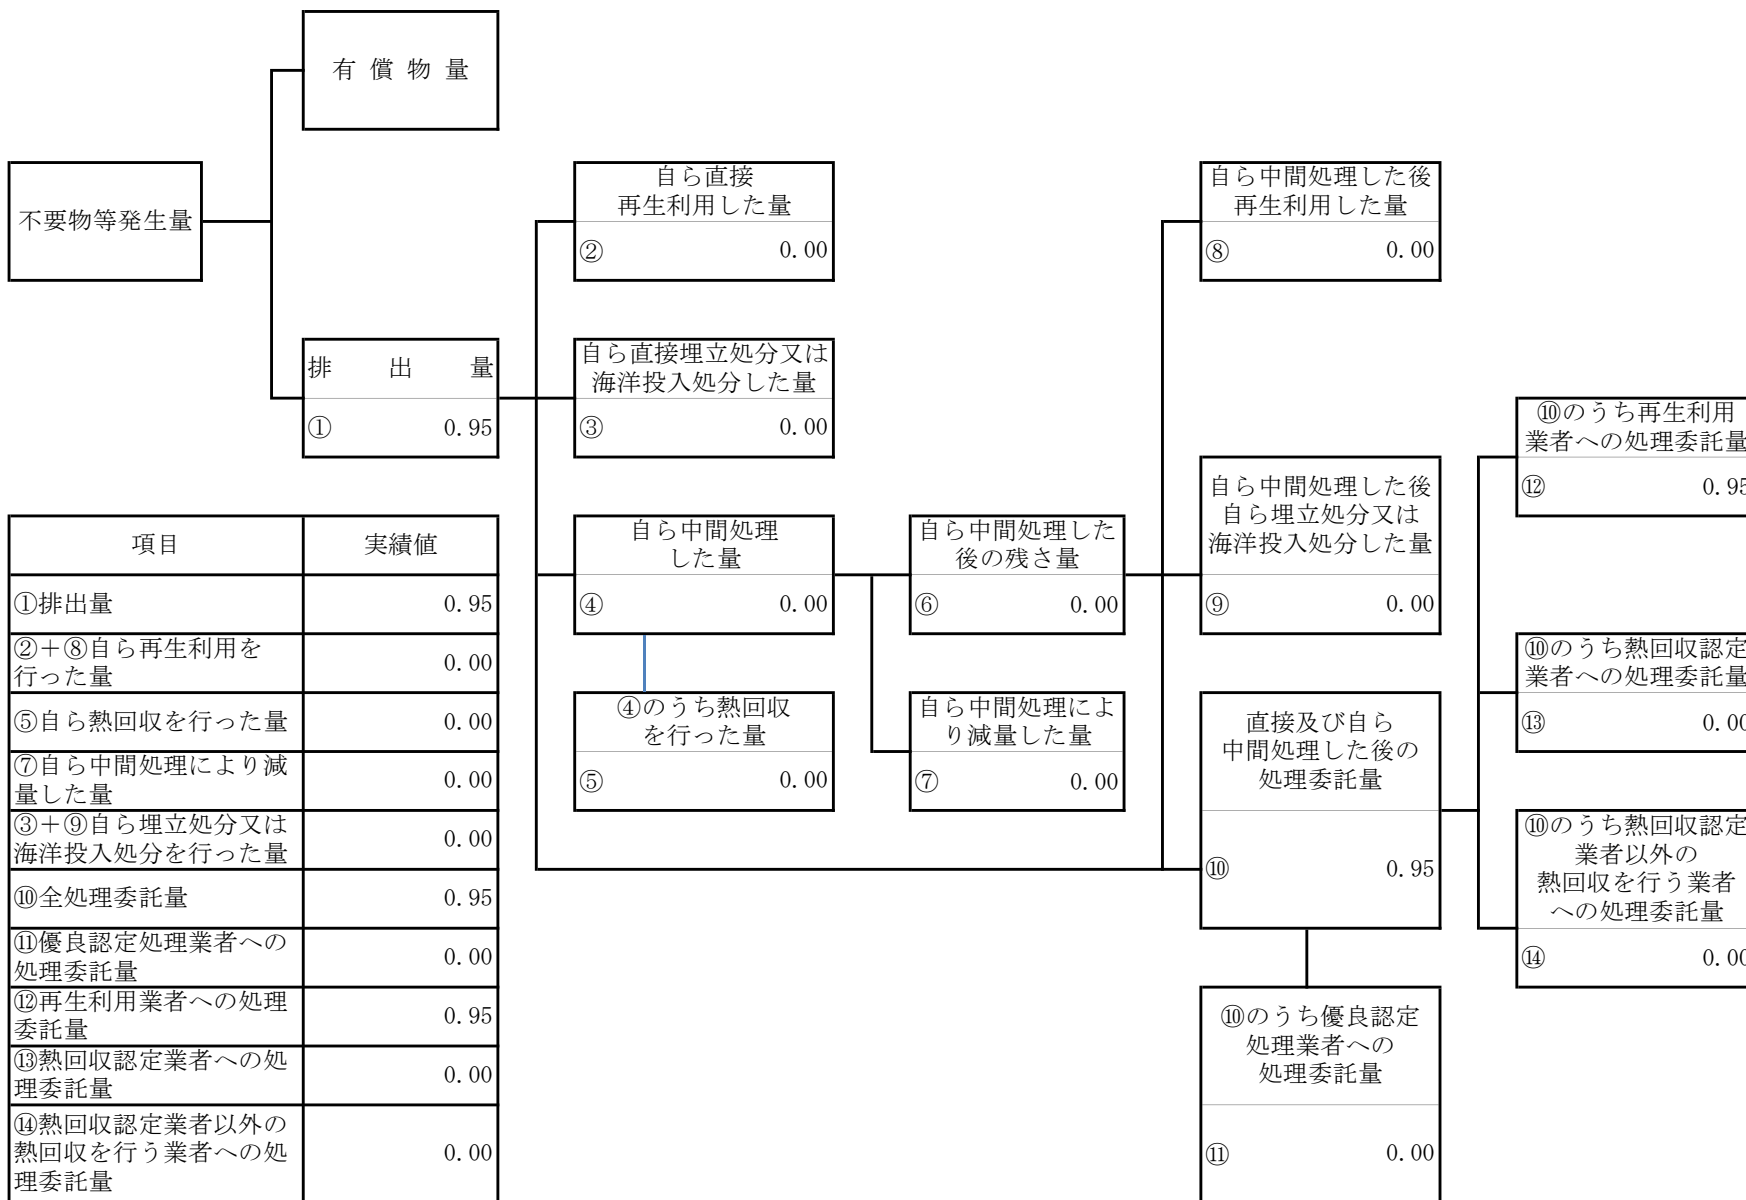 有 償 物 量
不要物等発生量
自ら直接
再生利用した量
② 0.00
自ら中間処理した後
再生利用した量
⑧ 0.00
排 出 量
① 0.95
自ら直接埋立処分又は
海洋投入処分した量
③ 0.00
⑩のうち再生利用
業者への処理委託量
⑫ 0.95
自ら中間処理した後
自ら埋立処分又は
海洋投入処分した量
⑨ 0.00
自ら中間処理
した量
④ 0.00
自ら中間処理した
後の残さ量
⑥ 0.00
⑩のうち熱回収認定
業者への処理委託量
⑬ 0.00
④のうち熱回収
を行った量
⑤ 0.00
自ら中間処理によ
り減量した量
⑦ 0.00
直接及び自ら
中間処理した後の
処理委託量
⑩ 0.95
⑩のうち熱回収認定
業者以外の
熱回収を行う業者
への処理委託量
⑭ 0.00
⑩のうち優良認定
処理業者への
処理委託量
⑪ 0.00
項目 実績値
①排出量 0.95
②+⑧自ら再生利用を
行った量 0.00
⑤自ら熱回収を行った量 0.00
⑦自ら中間処理により減
量した量 0.00
③+⑨自ら埋立処分又は
海洋投入処分を行った量 0.00
⑩全処理委託量 0.95
⑪優良認定処理業者への
処理委託量 0.00
⑫再生利用業者への処理
委託量 0.95
⑬熱回収認定業者への処
理委託量 0.00
⑭熱回収認定業者以外の
熱回収を行う業者への処
理委託量 0.00